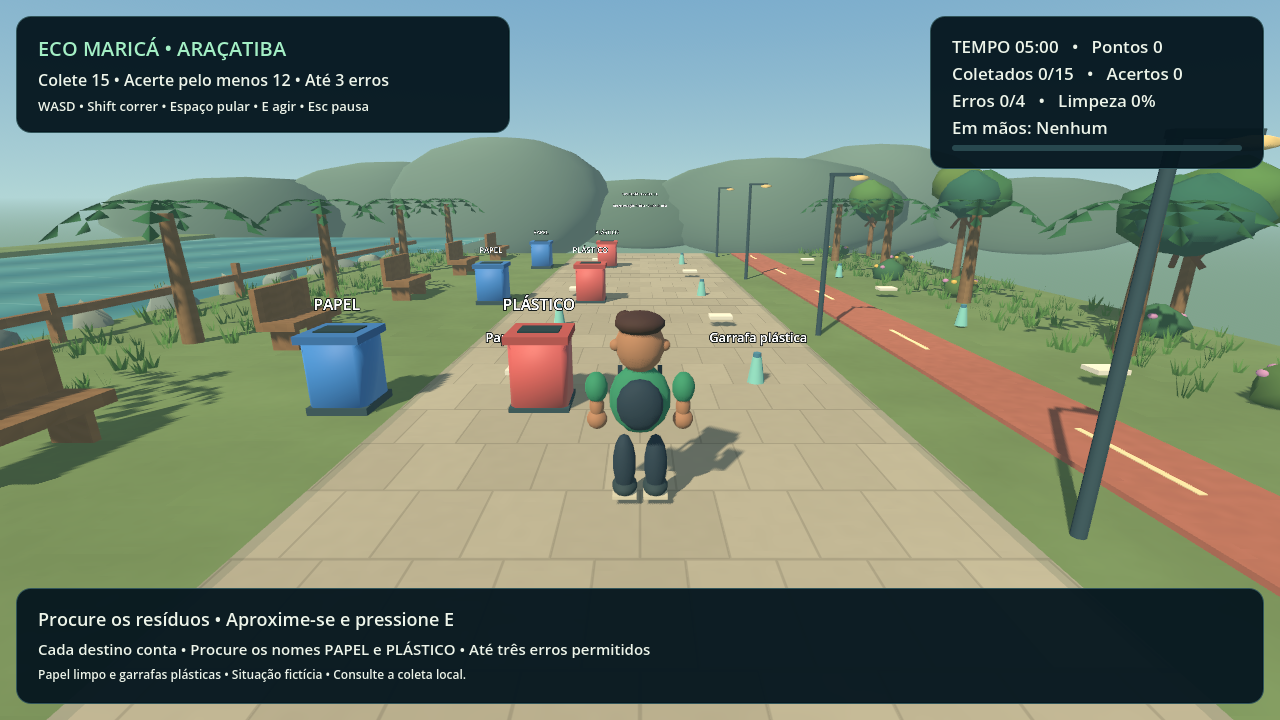 ECO MARICÁ • ARAÇATIBA
Colete 15 • Acerte pelo menos 12 • Até 3 erros
WASD • Shift correr • Espaço pular • E agir • Esc pausa
TEMPO 05:00 • Pontos 0
Coletados 0/15 • Acertos 0
Erros 0/4 • Limpeza 0%
Em mãos: Nenhum
PAPEL
PLÁSTICO
PAPEL
PLÁSTICO
PAPEL
PLÁSTICO
Garrafa plástica
Procure os resíduos • Aproxime-se e pressione E
Cada destino conta • Procure os nomes PAPEL e PLÁSTICO • Até três erros permitidos
Papel limpo e garrafas plásticas • Situação fictícia • Consulte a coleta local.